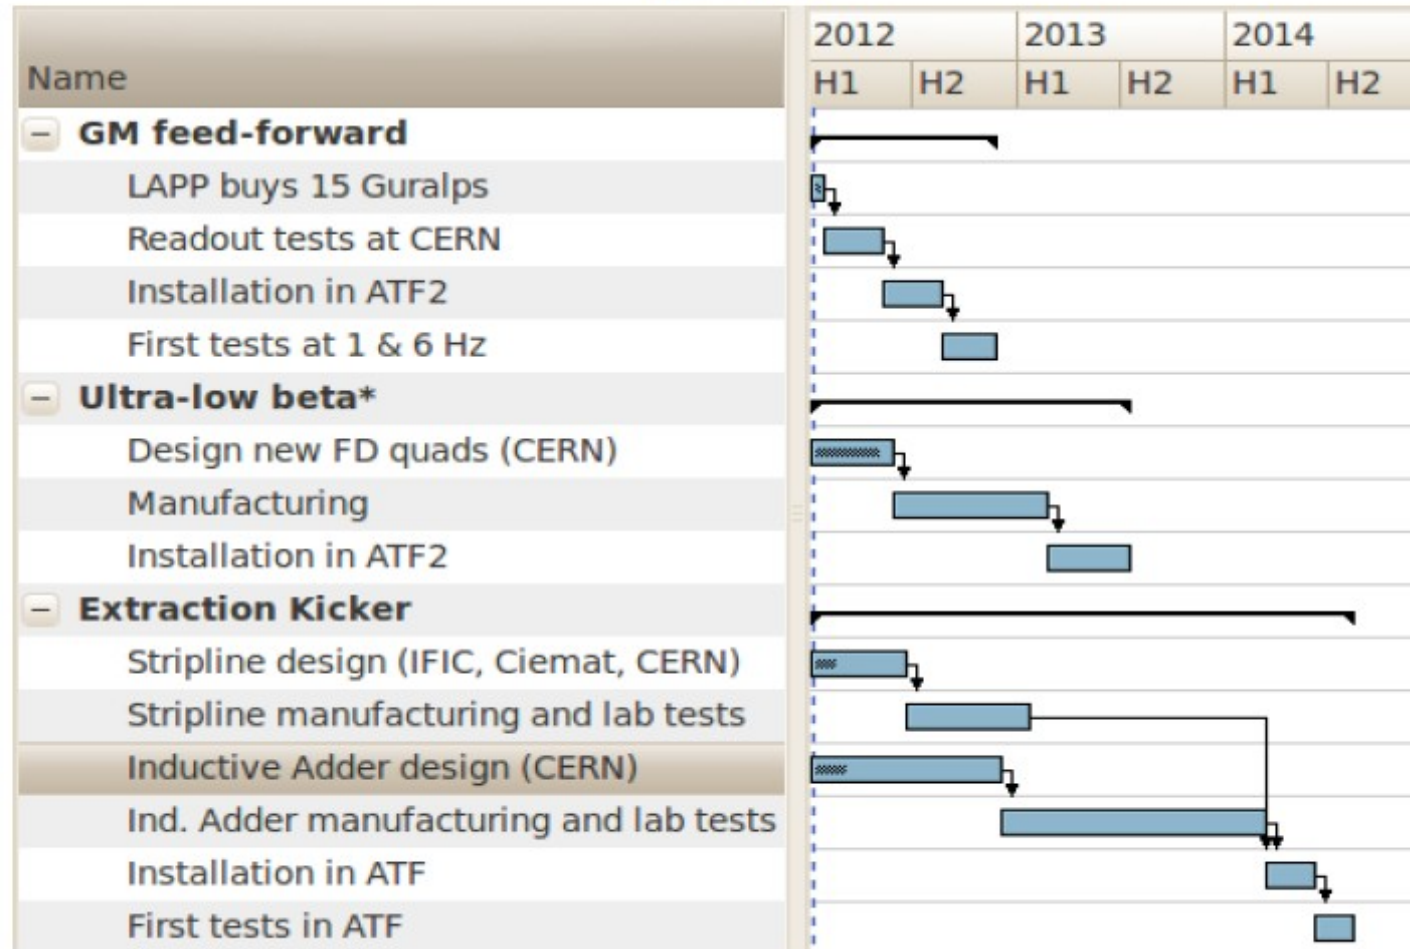 2012 2013 2014
Name H1 H2 H1 H2 H1 H2
GM feed-forward
LAPP buys 15 Guralps
Readout tests at CERN
Installation in ATF2
First tests at 1 & 6 Hz
Ultra-low beta*
Design new FD quads (CERN)
Manufacturing
Installation in ATF2
Extraction Kicker
Stripline design (IFIC, Ciemat, CERN)
Stripline manufacturing and lab tests
Inductive Adder design (CERN)
Ind. Adder manufacturing and lab tests
Installation in ATF
First tests in ATF